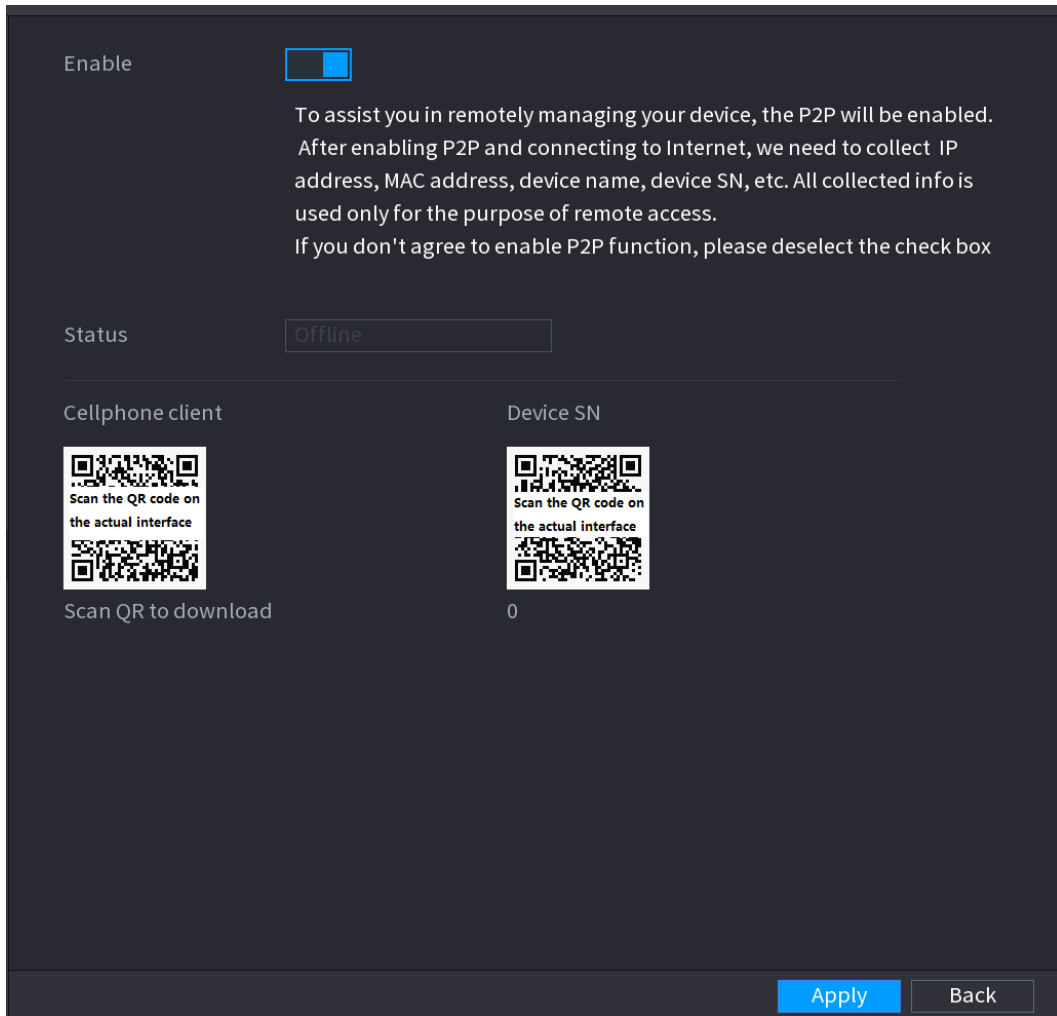 Enable
To assist you in remotely managing your device, the P2P will be enabled.
After enabling P2P and connecting to Internet, we need to collect  IP
address, MAC address, device name, device SN, etc. All collected info is
used only for the purpose of remote access.
If you don't agree to enable P2P function, please deselect the check box
Status
Offline
Cellphone client
Device SN
Scan the QR code on
the actual interface
Scan the QR code on
the actual interface
Scan QR to download
0
Apply
Back